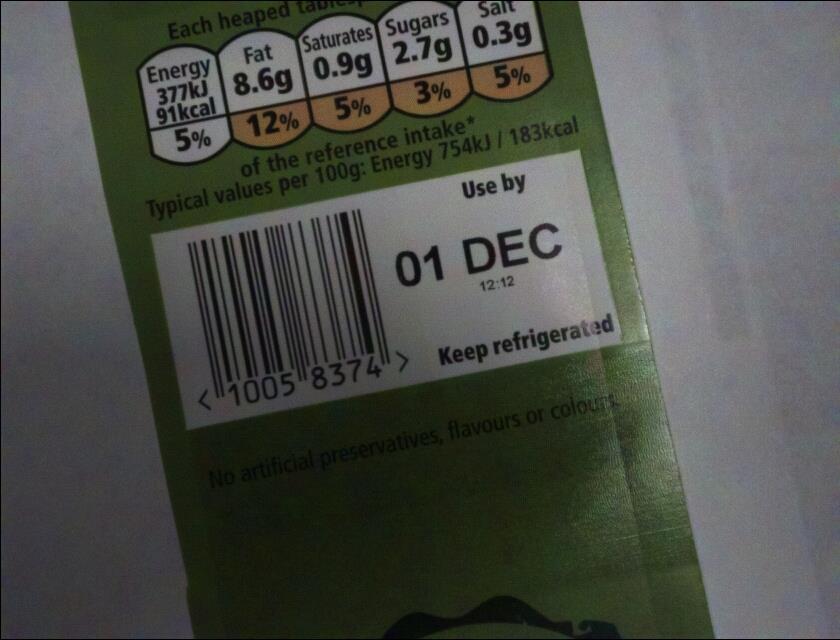 Each heaped
Energy
377kJ
91kcal
5%
Fat
8.6g
12%
Saturates
0.9g
5%
Sugars
2.7g
3%
Salt
0.3g
5%
of the reference intake*
Typical values per 100g: Energy 754kJ / 183kcal
Use by
01 DEC
12:12
Keep refrigerated
< 1005 8374 >
No artificial preservatives, flavours or colours.